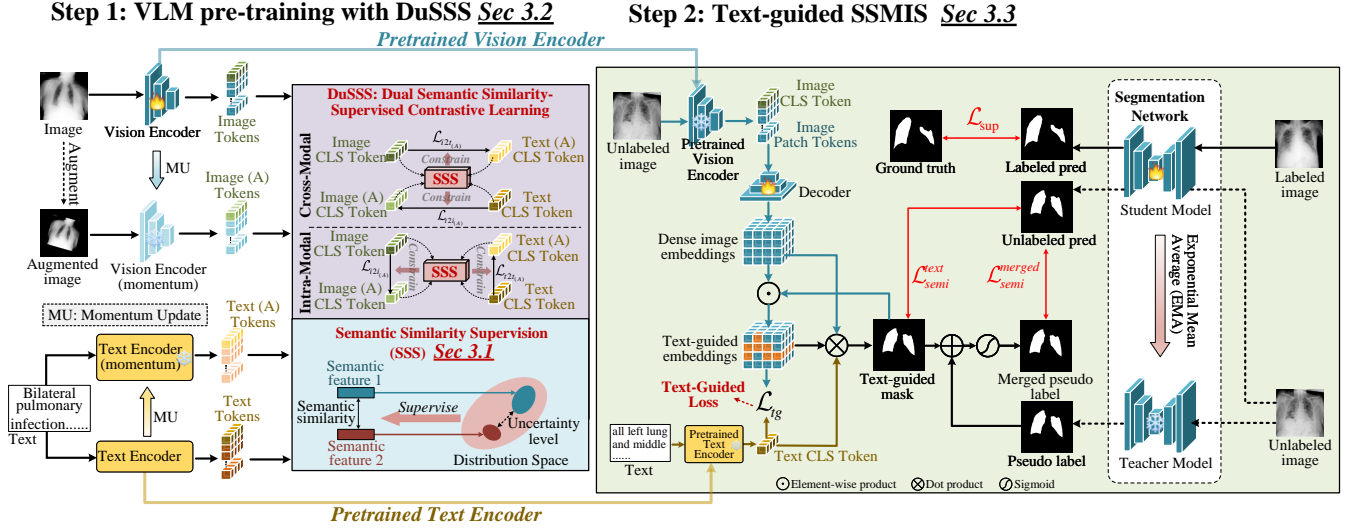 Step 1: VLM pre-training with DuSSS Sec 3.2
Step 2: Text-guided SSMIS Sec 3.3
Pretrained Vision Encoder
Image
Vision Encoder
Image
Tokens
Augment
MU
Image (A)
Tokens
Augmented
image
Vision Encoder
(momentum)
MU: Momentum Update
Text (A)
Tokens
Text Encoder
(momentum)
Bilateral
pulmonary
infection......
Text
MU
Text
Tokens
Text Encoder
DuSSS: Dual Semantic Similarity-
Supervised Contrastive Learning
Cross-Modal
Image
CLS Token
Text (A)
CLS Token
Constrain
SSS
Constrain
Image (A)
CLS Token
Text
CLS Token
Intra-Modal
Image
CLS Token
Text (A)
CLS Token
Constrain
SSS
Constrain
Image (A)
CLS Token
Text
CLS Token
Semantic Similarity Supervision
(SSS) Sec 3.1
Semantic
feature 1
Semantic
similarity
Supervise
Uncertainty
level
Semantic
feature 2
Distribution Space
Pretrained Text Encoder
Unlabeled
image
Pretrained
Vision
Encoder
Image
CLS Token
Image
Patch Tokens
Decoder
Dense image
embeddings
Text-guided
embeddings
Text-Guided
Loss
ℒtg
all left lung
and middle
......
Text
Pretrained
Text
Encoder
Text CLS Token
Text-guided
mask
Ground truth
ℒsup
Labeled pred
Unlabeled pred
ℒsemi^text
ℒsemi^merged
Merged pseudo
label
Pseudo label
Segmentation
Network
Student Model
Exponential Mean
Average (EMA)
Teacher Model
Labeled
image
Unlabeled
image
Element-wise product
Dot product
Sigmoid